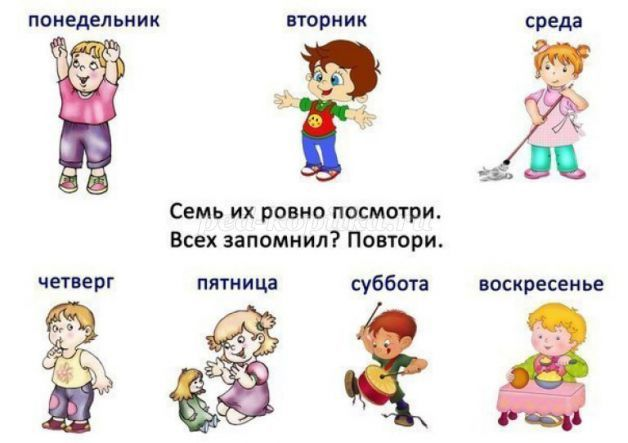 понедельник
вторник
среда
Семь их ровно посмотри.
Всех запомнил? Повтори.
четверг
пятница
суббота
воскресенье